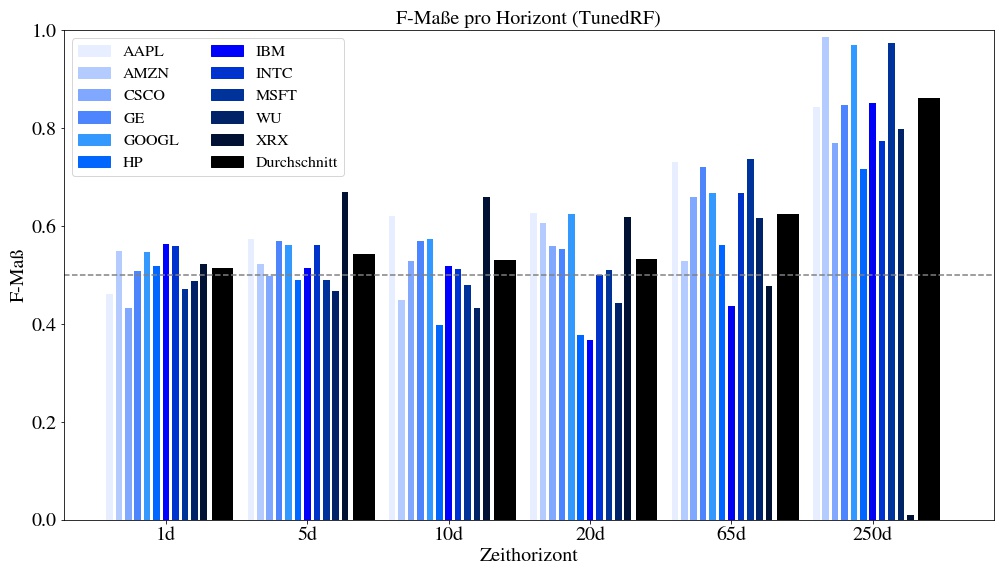 F-Maße pro Horizont (TunedRF)
1.0
0.8
0.6
0.4
0.2
0.0
F-Maß
AAPL
AMZN
CSCO
GE
GOOGL
HP
IBM
INTC
MSFT
WU
XRX
Durchschnitt
1d 5d 10d 20d 65d 250d
Zeithorizont